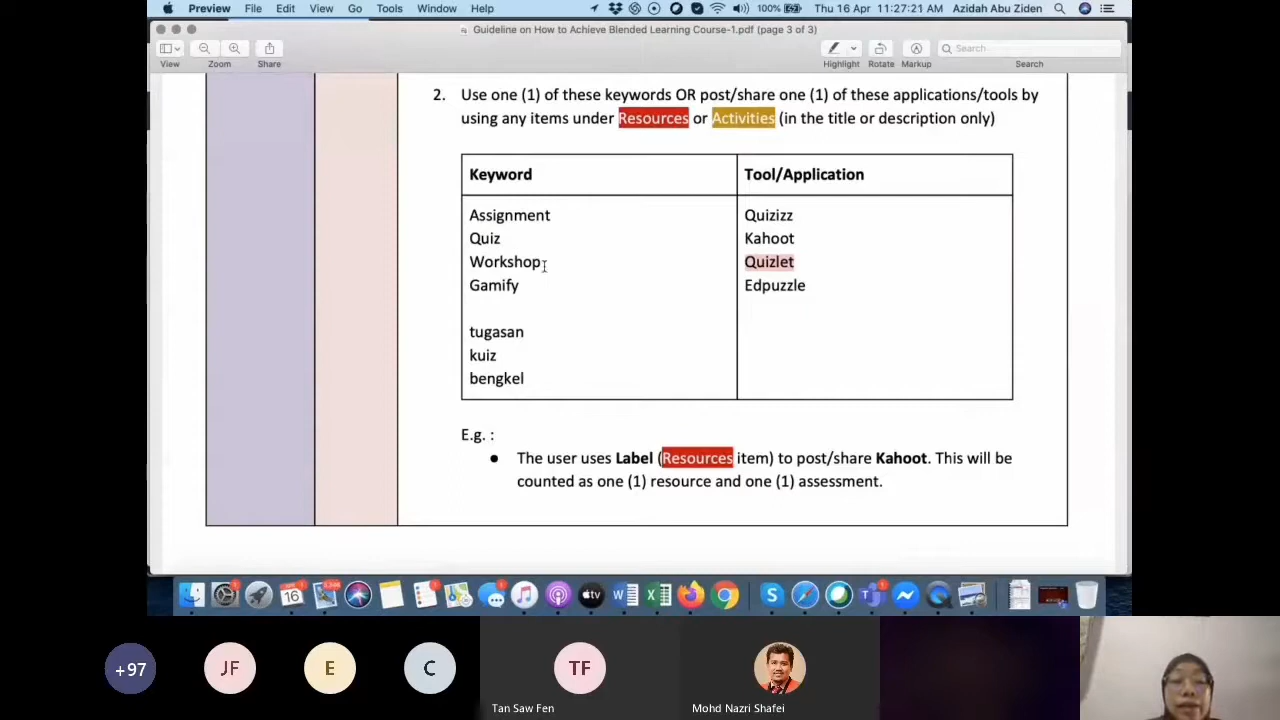 Preview File Edit View Go Tools Window Help 100% Thu 16 Apr 11:27:21 AM Azidah Abu Ziden
Guideline on How to Achieve Blended Learning Course-1.pdf (page 3 of 3)
Search
View Zoom Share Highlight Rotate Markup Search
2. Use one (1) of these keywords OR post/share one (1) of these applications/tools by
using any items under Resources or Activities (in the title or description only)
Keyword Tool/Application
Assignment Quizizz
Quiz Kahoot
Workshop Quizlet
Gamify Edpuzzle
tugasan
kuiz
bengkel
E.g. :
• The user uses Label (Resources item) to post/share Kahoot. This will be
counted as one (1) resource and one (1) assessment.
16
+97 JF E C TF
Tan Saw Fen Mohd Nazri Shafei